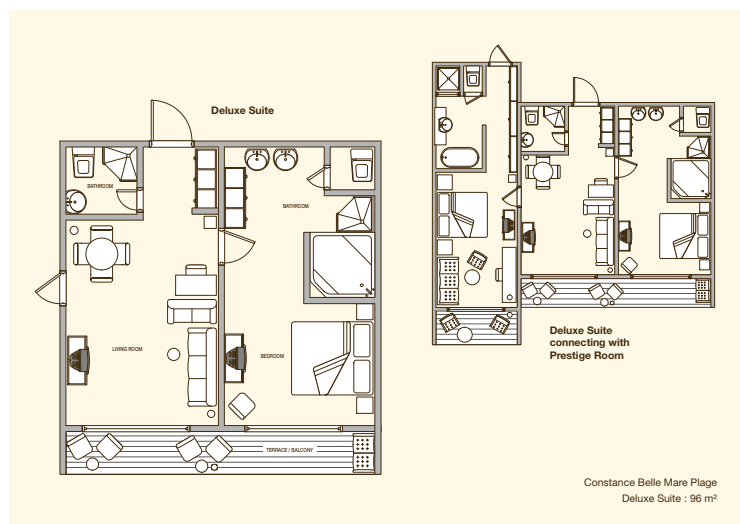 Deluxe Suite
BATHROOM
BATHROOM
LIVING ROOM
BEDROOM
TERRACE / BALCONY
Deluxe Suite
connecting with
Prestige Room
Constance Belle Mare Plage
Deluxe Suite : 96 m²